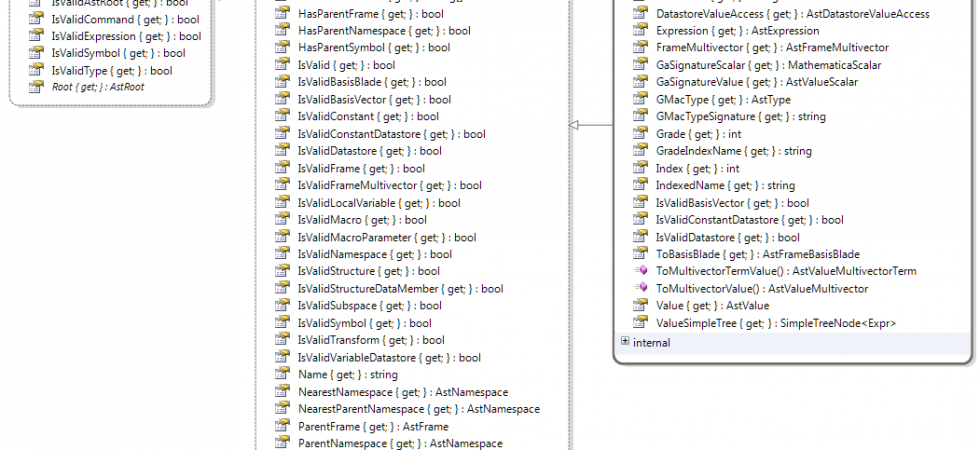 IsValidAstRoot { get; } : bool
IsValidCommand { get; } : bool
IsValidExpression { get; } : bool
IsValidSymbol { get; } : bool
IsValidType { get; } : bool
Root { get; } : AstRoot
HasParentFrame { get; } : bool
HasParentNamespace { get; } : bool
HasParentSymbol { get; } : bool
IsValid { get; } : bool
IsValidBasisBlade { get; } : bool
IsValidBasisVector { get; } : bool
IsValidConstant { get; } : bool
IsValidConstantDatastore { get; } : bool
IsValidDatastore { get; } : bool
IsValidFrame { get; } : bool
IsValidFrameMultivector { get; } : bool
IsValidLocalVariable { get; } : bool
IsValidMacro { get; } : bool
IsValidMacroParameter { get; } : bool
IsValidNamespace { get; } : bool
IsValidStructure { get; } : bool
IsValidStructureDataMember { get; } : bool
IsValidSubspace { get; } : bool
IsValidSymbol { get; } : bool
IsValidTransform { get; } : bool
IsValidVariableDatastore { get; } : bool
Name { get; } : string
NearestNamespace { get; } : AstNamespace
NearestParentNamespace { get; } : AstNamespace
ParentFrame { get; } : AstFrame
ParentNamespace { get; } : AstNamespace
DatastoreValueAccess { get; } : AstDatastoreValueAccess
Expression { get; } : AstExpression
FrameMultivector { get; } : AstFrameMultivector
GaSignatureScalar { get; } : MathematicaScalar
GaSignatureValue { get; } : AstValueScalar
GMacType { get; } : AstType
GMacTypeSignature { get; } : string
Grade { get; } : int
GradeIndexName { get; } : string
Index { get; } : int
IndexedName { get; } : string
IsValidBasisVector { get; } : bool
IsValidConstantDatastore { get; } : bool
IsValidDatastore { get; } : bool
ToBasisBlade { get; } : AstFrameBasisBlade
ToMultivectorTermValue() : AstValueMultivectorTerm
ToMultivectorValue() : AstValueMultivector
Value { get; } : AstValue
ValueSimpleTree { get; } : SimpleTreeNode<Expr>
internal